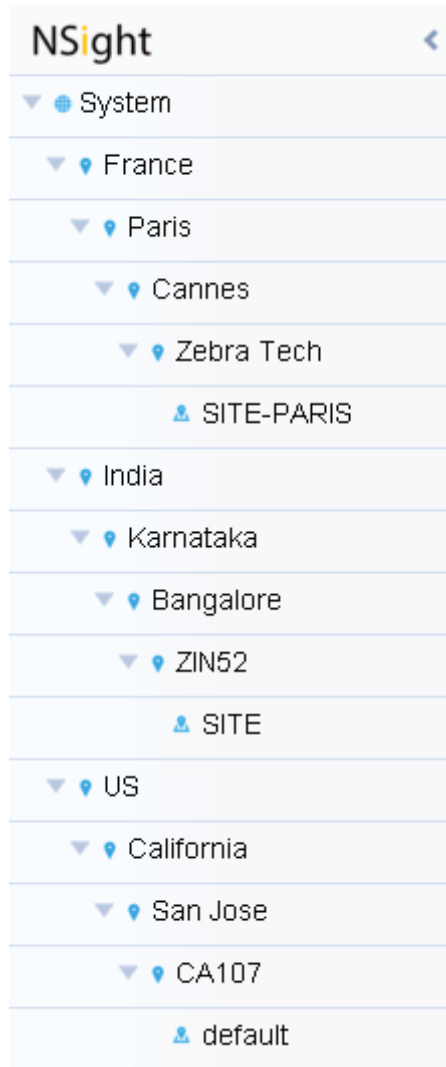 NSight
System
France
Paris
Cannes
Zebra Tech
SITE-PARIS
India
Karnataka
Bangalore
ZIN52
SITE
US
California
San Jose
CA107
default